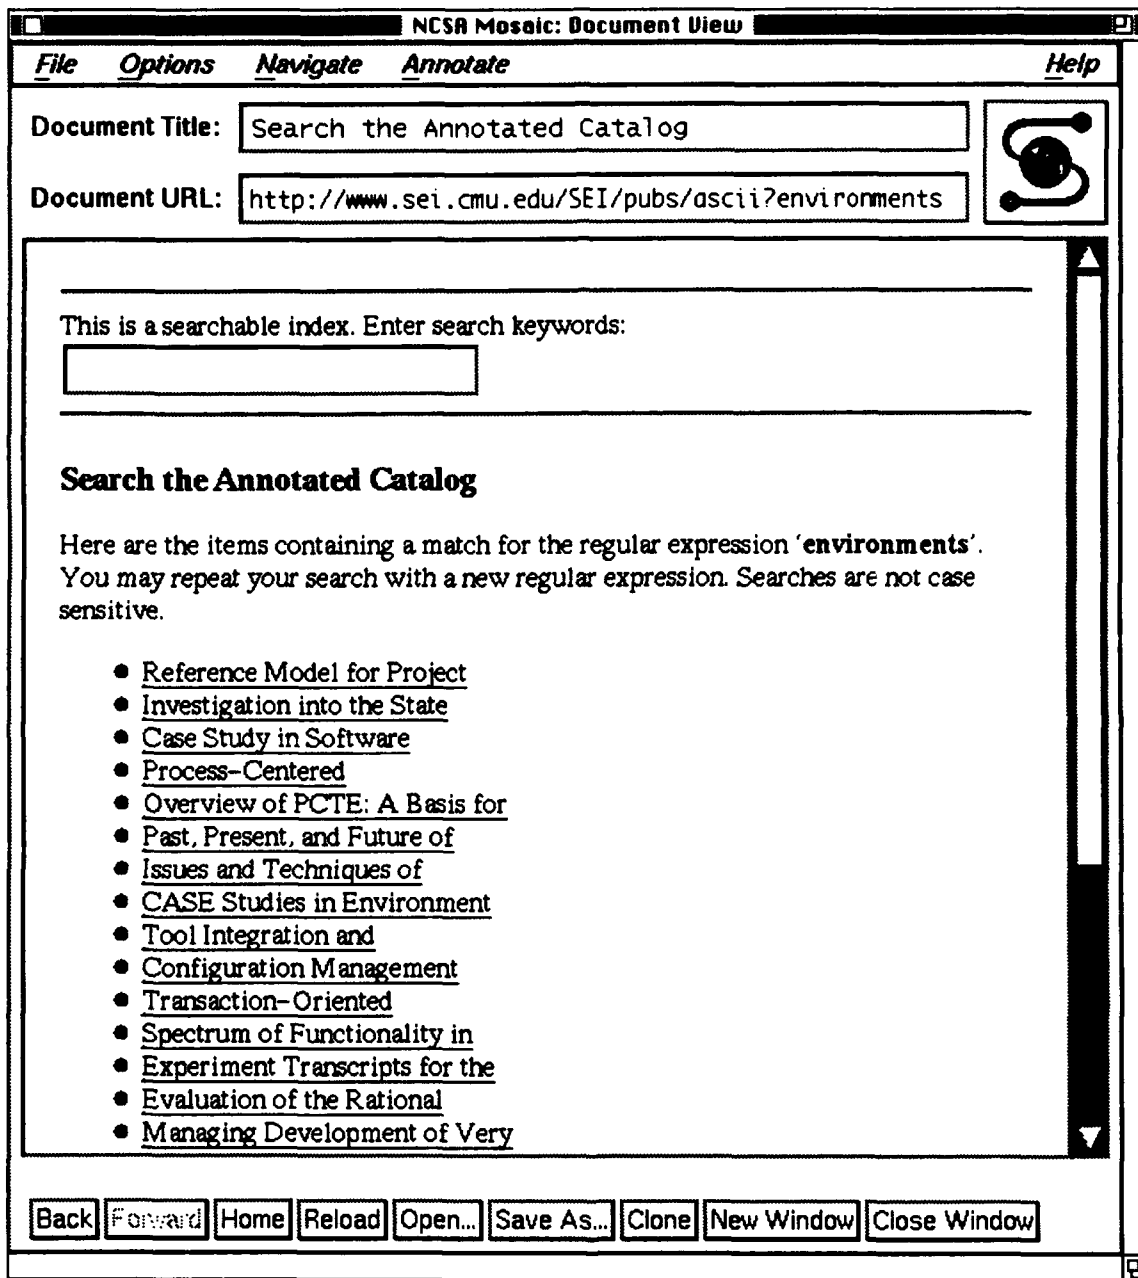 NCSA Mosaic: Document View
File Options Navigate Annotate Help
Document Title: Search the Annotated Catalog
Document URL: http://www.sei.cmu.edu/SEI/pubs/ascii?environments
This is a searchable index. Enter search keywords:
Search the Annotated Catalog
Here are the items containing a match for the regular expression 'environments'.
You may repeat your search with a new regular expression. Searches are not case
sensitive.
● Reference Model for Project
● Investigation into the State
● Case Study in Software
● Process-Centered
● Overview of PCTE: A Basis for
● Past, Present, and Future of
● Issues and Techniques of
● CASE Studies in Environment
● Tool Integration and
● Configuration Management
● Transaction-Oriented
● Spectrum of Functionality in
● Experiment Transcripts for the
● Evaluation of the Rational
● Managing Development of Very
Back Forward Home Reload Open... Save As... Clone New Window Close Window